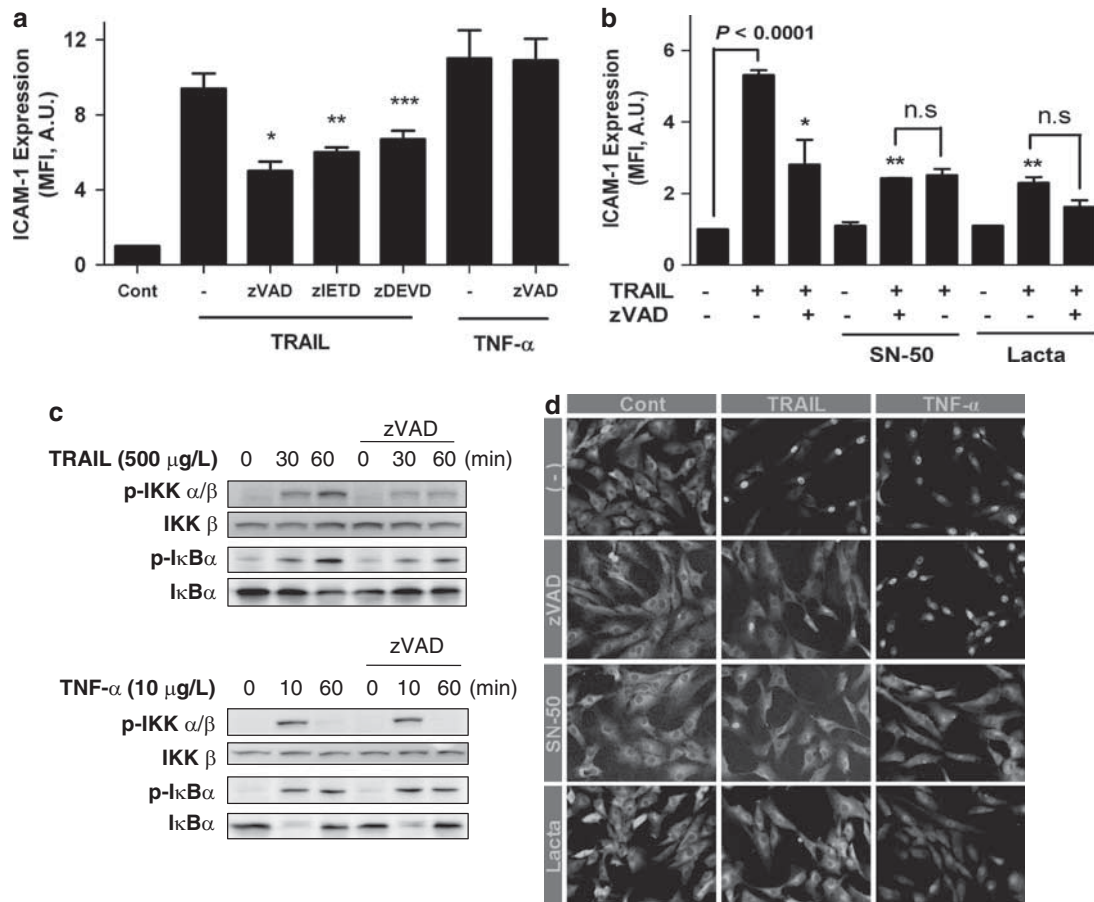 a
ICAM-1 Expression
(MFI, A.U.)
12
8
4
0
*
**
***
Cont - zVAD zIETD zDEVD - zVAD
TRAIL TNF-α
b
ICAM-1 Expression
(MFI, A.U.)
6
4
2
0
P < 0.0001
*
**
n.s
**
n.s
TRAIL - + + - + + - + +
zVAD - - + - + - - - +
SN-50 Lacta
c
zVAD
TRAIL (500 μg/L) 0 30 60 0 30 60 (min)
p-IKK α/β
IKK β
p-IκBα
IκBα
zVAD
TNF-α (10 μg/L) 0 10 60 0 10 60 (min)
p-IKK α/β
IKK β
p-IκBα
IκBα
d
Cont TRAIL TNF-α
(-)
zVAD
SN-50
Lacta